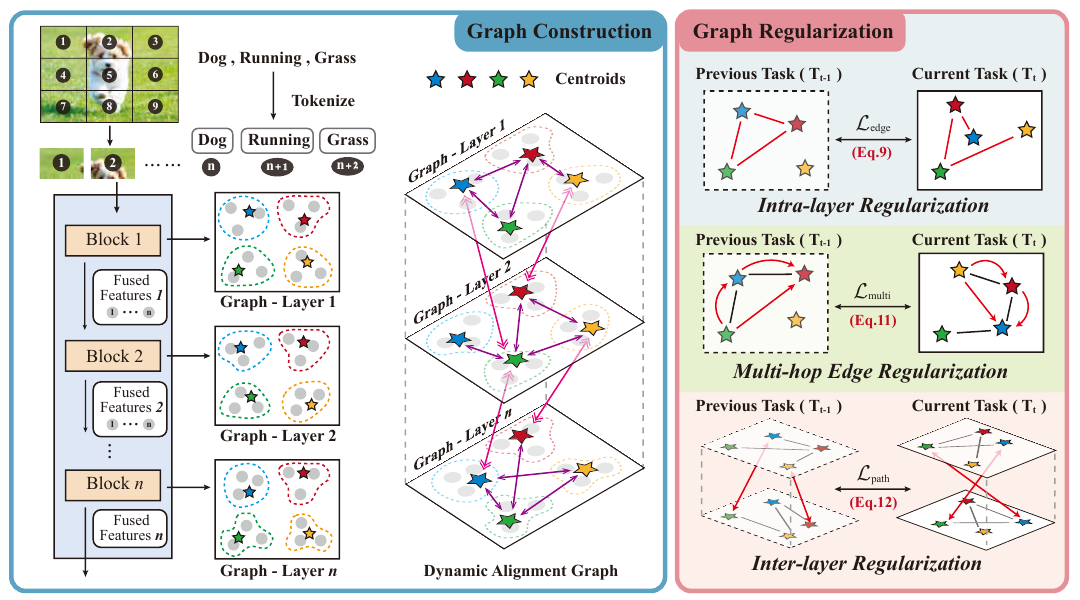 Graph Construction
1 2 3
4 5 6
7 8 9
Dog , Running , Grass
Tokenize
Dog Running Grass
n n+1 n+2
1 2 ······
Centroids
Block 1
Fused
Features 1
1 ··· n
Block 2
Fused
Features 2
1 ··· n
⋮
Block n
Fused
Features n
Graph - Layer 1
Graph - Layer 2
Graph - Layer n
Graph - Layer 1
Graph - Layer 2
Graph - Layer n
Dynamic Alignment Graph
Graph Regularization
Previous Task ( Tt-1 ) Current Task ( Tt )
ℒedge
(Eq.9)
Intra-layer Regularization
Previous Task ( Tt-1 ) Current Task ( Tt )
ℒmulti
(Eq.11)
Multi-hop Edge Regularization
Previous Task ( Tt-1 ) Current Task ( Tt )
ℒpath
(Eq.12)
Inter-layer Regularization